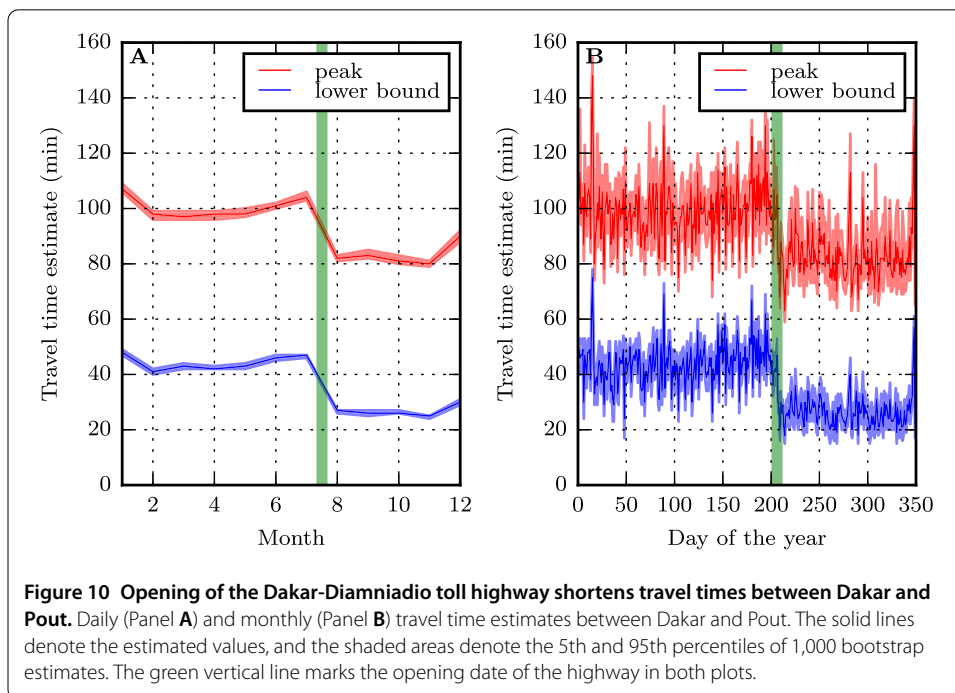 160
140
120
100
80
60
40
20
0
Travel time estimate (min)
A
peak
lower bound
2 4 6 8 10 12
Month
160
140
120
100
80
60
40
20
0
Travel time estimate (min)
B
peak
lower bound
0 50 100 150 200 250 300 350
Day of the year
Figure 10 Opening of the Dakar-Diamniadio toll highway shortens travel times between Dakar and
Pout. Daily (Panel A) and monthly (Panel B) travel time estimates between Dakar and Pout. The solid lines
denote the estimated values, and the shaded areas denote the 5th and 95th percentiles of 1,000 bootstrap
estimates. The green vertical line marks the opening date of the highway in both plots.